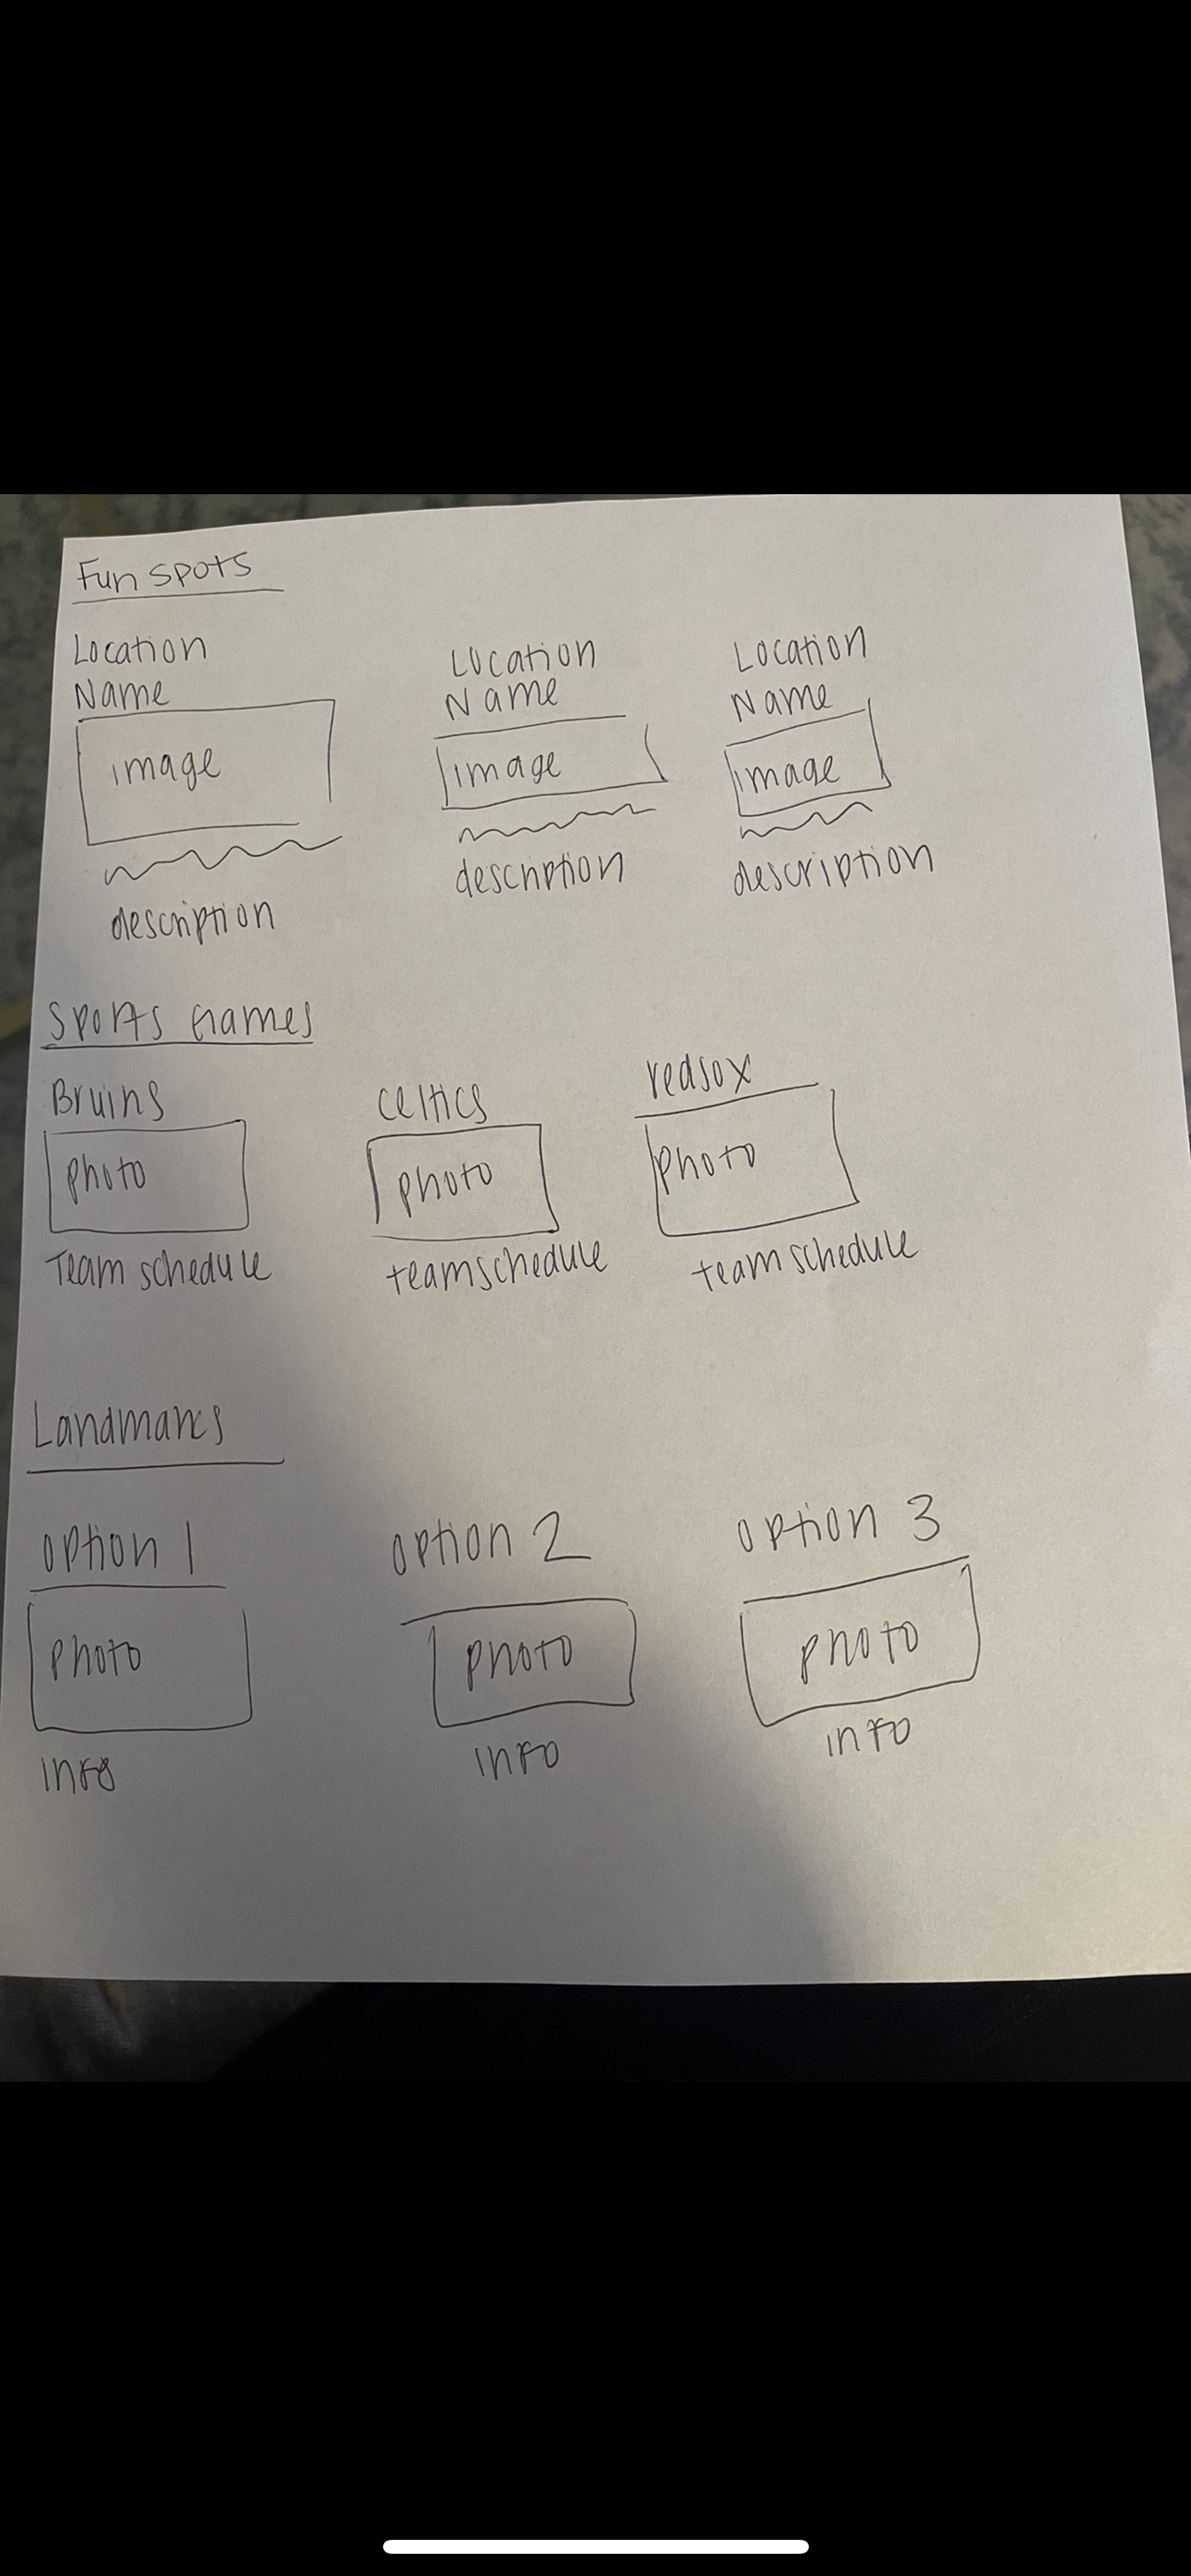 Fun spots
Location Location Location
Name Name Name
image image image
description description description
Sports games
Bruins celtics redsox
photo photo photo
Team schedule teamschedule team schedule
Landmarks
option 1 option 2 option 3
photo photo photo
info info info